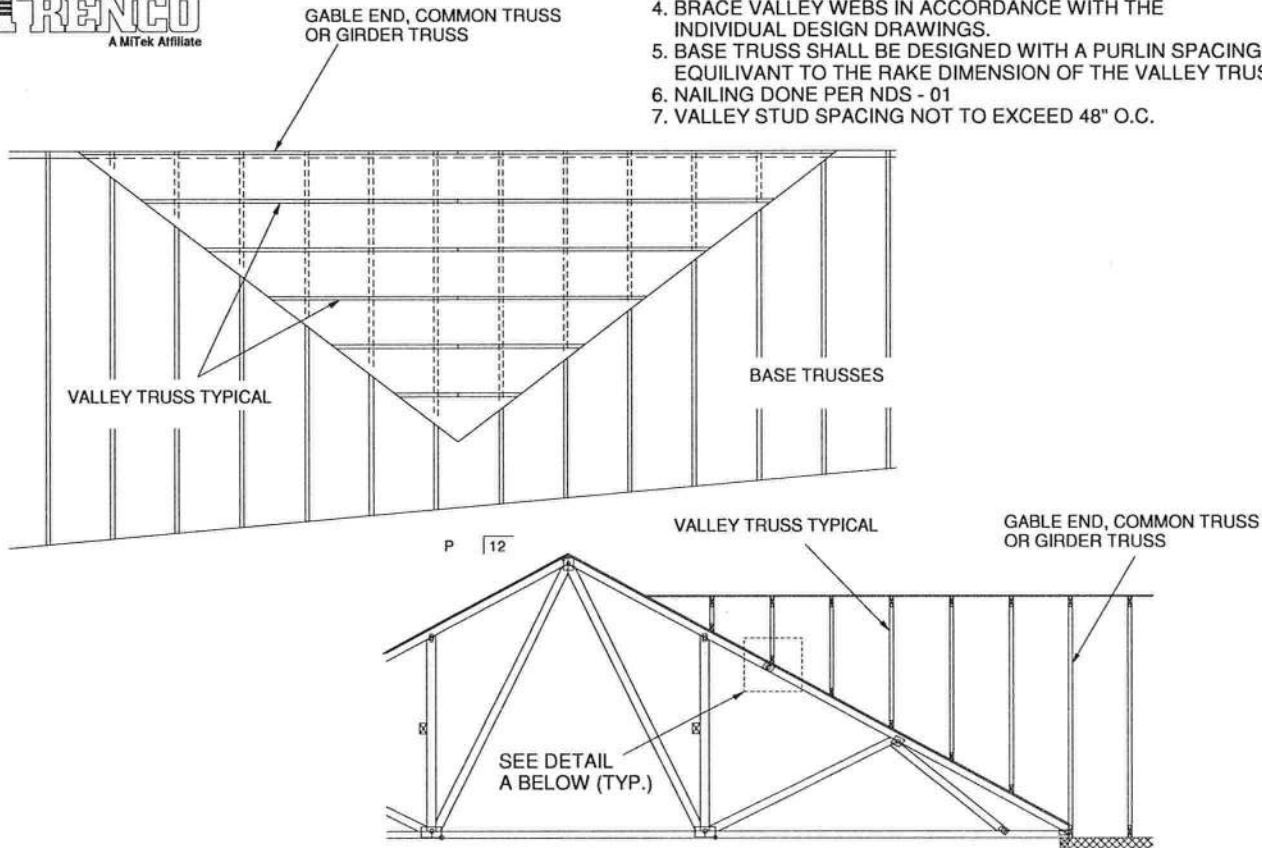 TRENCO
A MiTek Affiliate
GABLE END, COMMON TRUSS
OR GIRDER TRUSS
4. BRACE VALLEY WEBS IN ACCORDANCE WITH THE
INDIVIDUAL DESIGN DRAWINGS.
5. BASE TRUSS SHALL BE DESIGNED WITH A PURLIN SPACING
EQUILIVANT TO THE RAKE DIMENSION OF THE VALLEY TRUS
6. NAILING DONE PER NDS - 01
7. VALLEY STUD SPACING NOT TO EXCEED 48" O.C.
VALLEY TRUSS TYPICAL
BASE TRUSSES
P 12
VALLEY TRUSS TYPICAL
GABLE END, COMMON TRUSS
OR GIRDER TRUSS
SEE DETAIL
A BELOW (TYP.)